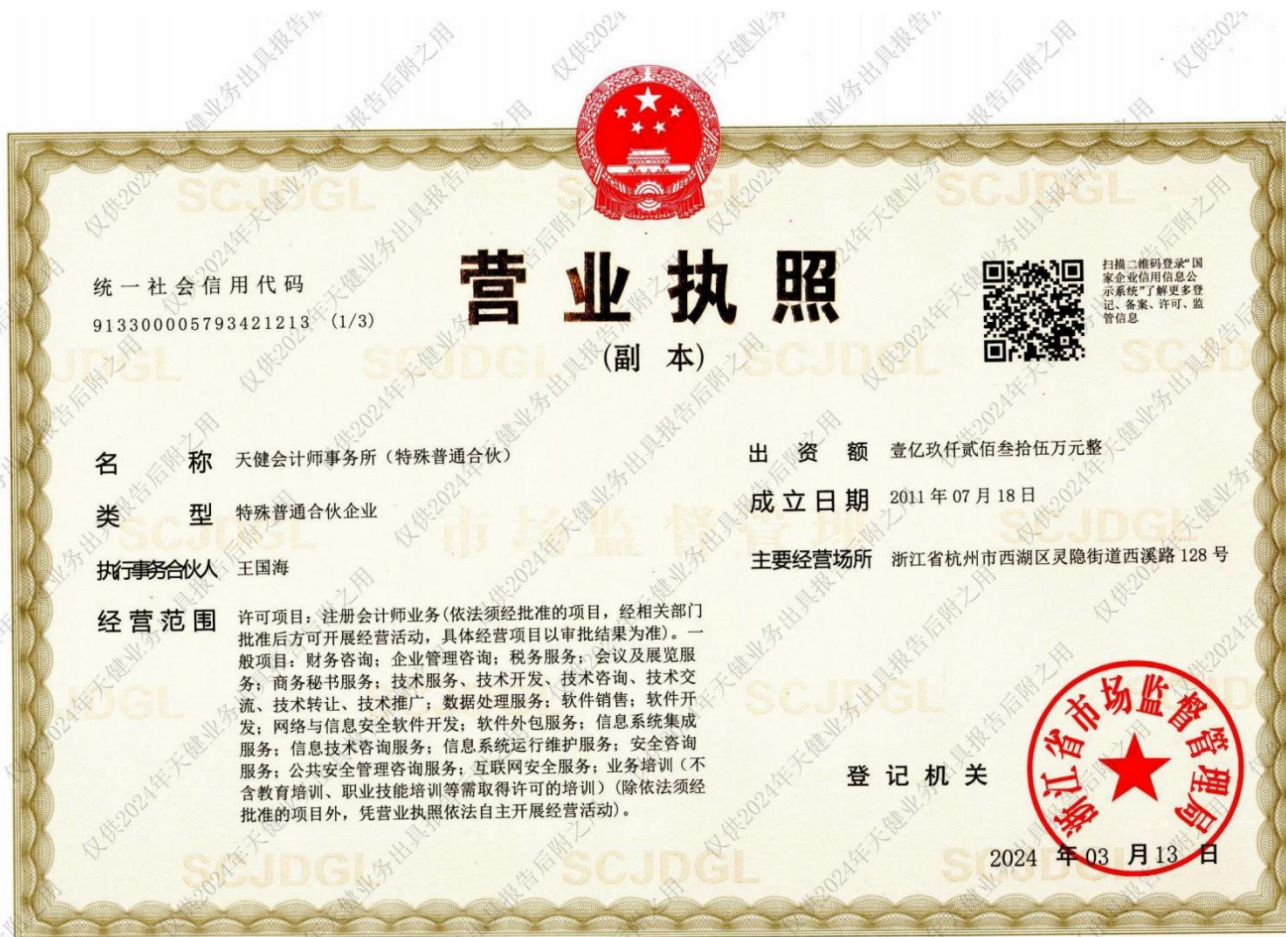 营业执照
(副 本)
统一社会信用代码
913300005793421213 (1/3)
扫描二维码登录“国
家企业信用信息公
示系统”了解更多登
记、备案、许可、监
管信息
名 称 天健会计师事务所（特殊普通合伙）
类 型 特殊普通合伙企业
执行事务合伙人 王国海
经营范围 许可项目：注册会计师业务(依法须经批准的项目，经相关部门
批准后方可开展经营活动，具体经营项目以审批结果为准)。一
般项目：财务咨询；企业管理咨询；税务服务；会议及展览服
务；商务秘书服务；技术服务、技术开发、技术咨询、技术交
流、技术转让、技术推广；数据处理服务；软件销售；软件开
发；网络与信息安全软件开发；软件外包服务；信息系统集成
服务；信息技术咨询服务；信息系统运行维护服务；安全咨询
服务；公共安全管理咨询服务；互联网安全服务；业务培训（不
含教育培训、职业技能培训等需取得许可的培训）(除依法须经
批准的项目外，凭营业执照依法自主开展经营活动)。
出 资 额 壹亿玖仟贰佰叁拾伍万元整
成立日期 2011 年 07 月 18 日
主要经营场所 浙江省杭州市西湖区灵隐街道西溪路 128 号
登 记 机 关
浙江省市场监督管理局
2024 年 03 月 13 日
SCJDGL
市场监督管理
仅供2024年天健业务出具报告后附之用